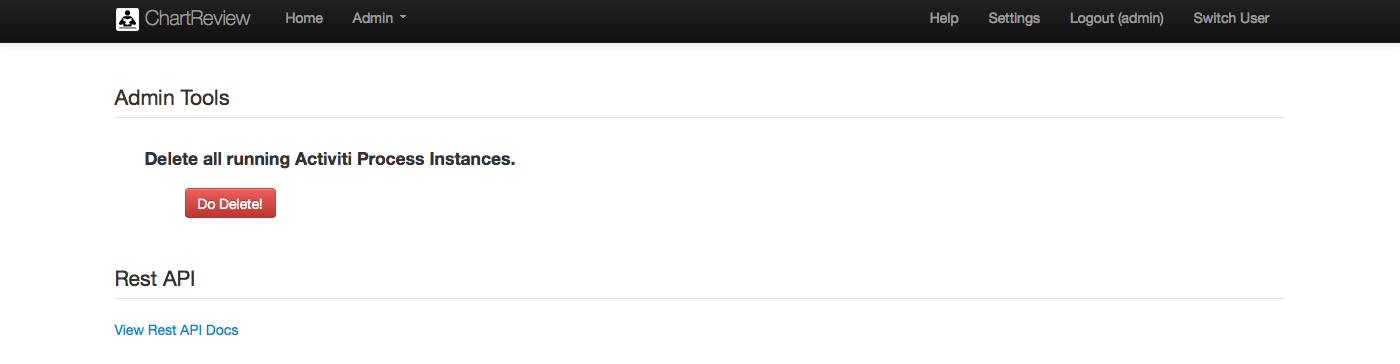 ChartReview Home Admin Help Settings Logout (admin) Switch User
Admin Tools
Delete all running Activiti Process Instances.
Do Delete!
Rest API
View Rest API Docs